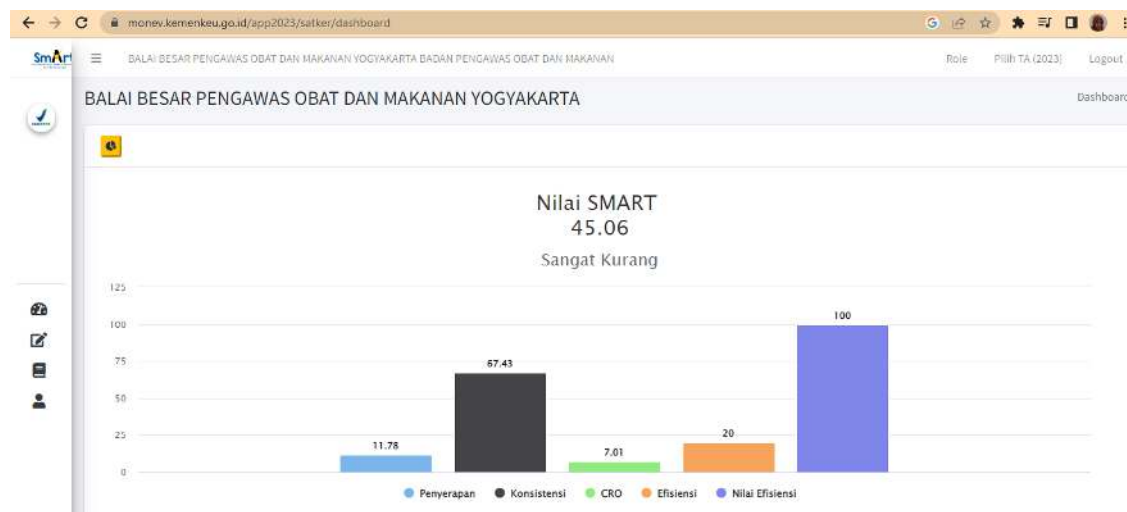 monev.kemenkeu.go.id/app2023/satker/dashboard
SmArt
BALAI BESAR PENGAWAS OBAT DAN MAKANAN YOGYAKARTA BADAN PENGAWAS OBAT DAN MAKANAN
Role Pilih TA (2023) Logout
BALAI BESAR PENGAWAS OBAT DAN MAKANAN YOGYAKARTA
Dashboard
Nilai SMART
45.06
Sangat Kurang
125
100
75
50
25
0
11.78
67.43
7.01
20
100
Penyerapan Konsistensi CRO Efisiensi Nilai Efisiensi